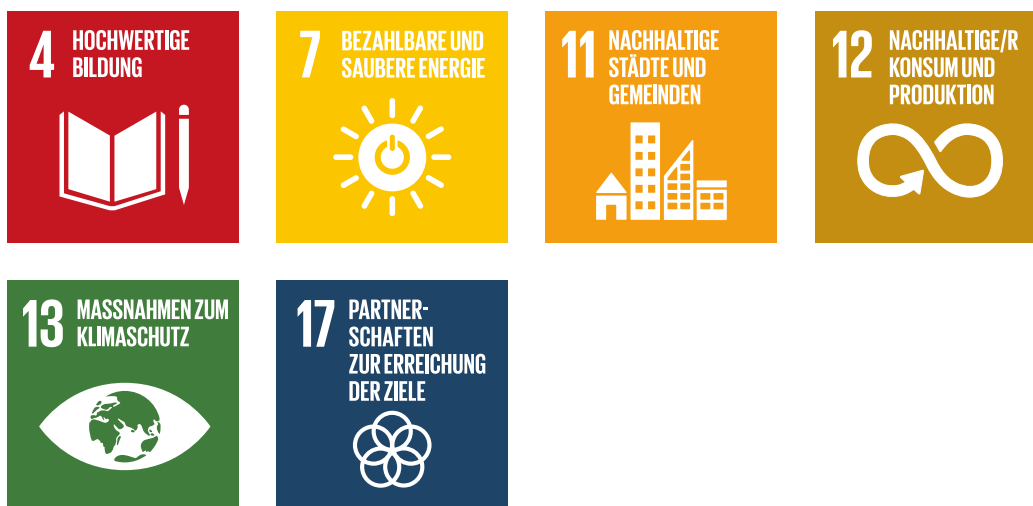 4 HOCHWERTIGE
BILDUNG
7 BEZAHLBARE UND
SAUBERE ENERGIE
11 NACHHALTIGE
STÄDTE UND
GEMEINDEN
12 NACHHALTIGE/R
KONSUM UND
PRODUKTION
13 MASSNAHMEN ZUM
KLIMASCHUTZ
17 PARTNER-
SCHAFTEN
ZUR ERREICHUNG
DER ZIELE